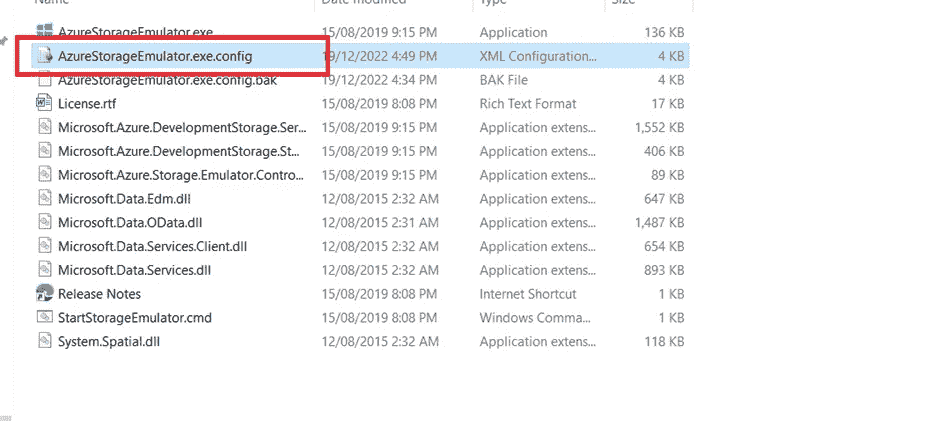 Name Date modified Type Size
AzureStorageEmulator.exe 15/08/2019 9:15 PM Application 136 KB
AzureStorageEmulator.exe.config 19/12/2022 4:49 PM XML Configuration... 4 KB
AzureStorageEmulator.exe.config.bak 19/12/2022 4:34 PM BAK File 4 KB
License.rtf 15/08/2019 8:08 PM Rich Text Format 17 KB
Microsoft.Azure.DevelopmentStorage.Ser... 15/08/2019 9:15 PM Application extens... 1,552 KB
Microsoft.Azure.DevelopmentStorage.St... 15/08/2019 9:15 PM Application extens... 406 KB
Microsoft.Azure.Storage.Emulator.Contro... 15/08/2019 9:15 PM Application extens... 89 KB
Microsoft.Data.Edm.dll 12/08/2015 2:32 AM Application extens... 647 KB
Microsoft.Data.OData.dll 12/08/2015 2:31 AM Application extens... 1,487 KB
Microsoft.Data.Services.Client.dll 12/08/2015 2:32 AM Application extens... 654 KB
Microsoft.Data.Services.dll 12/08/2015 2:32 AM Application extens... 893 KB
Release Notes 15/08/2019 8:08 PM Internet Shortcut 1 KB
StartStorageEmulator.cmd 15/08/2019 8:08 PM Windows Comma... 1 KB
System.Spatial.dll 12/08/2015 2:32 AM Application extens... 118 KB